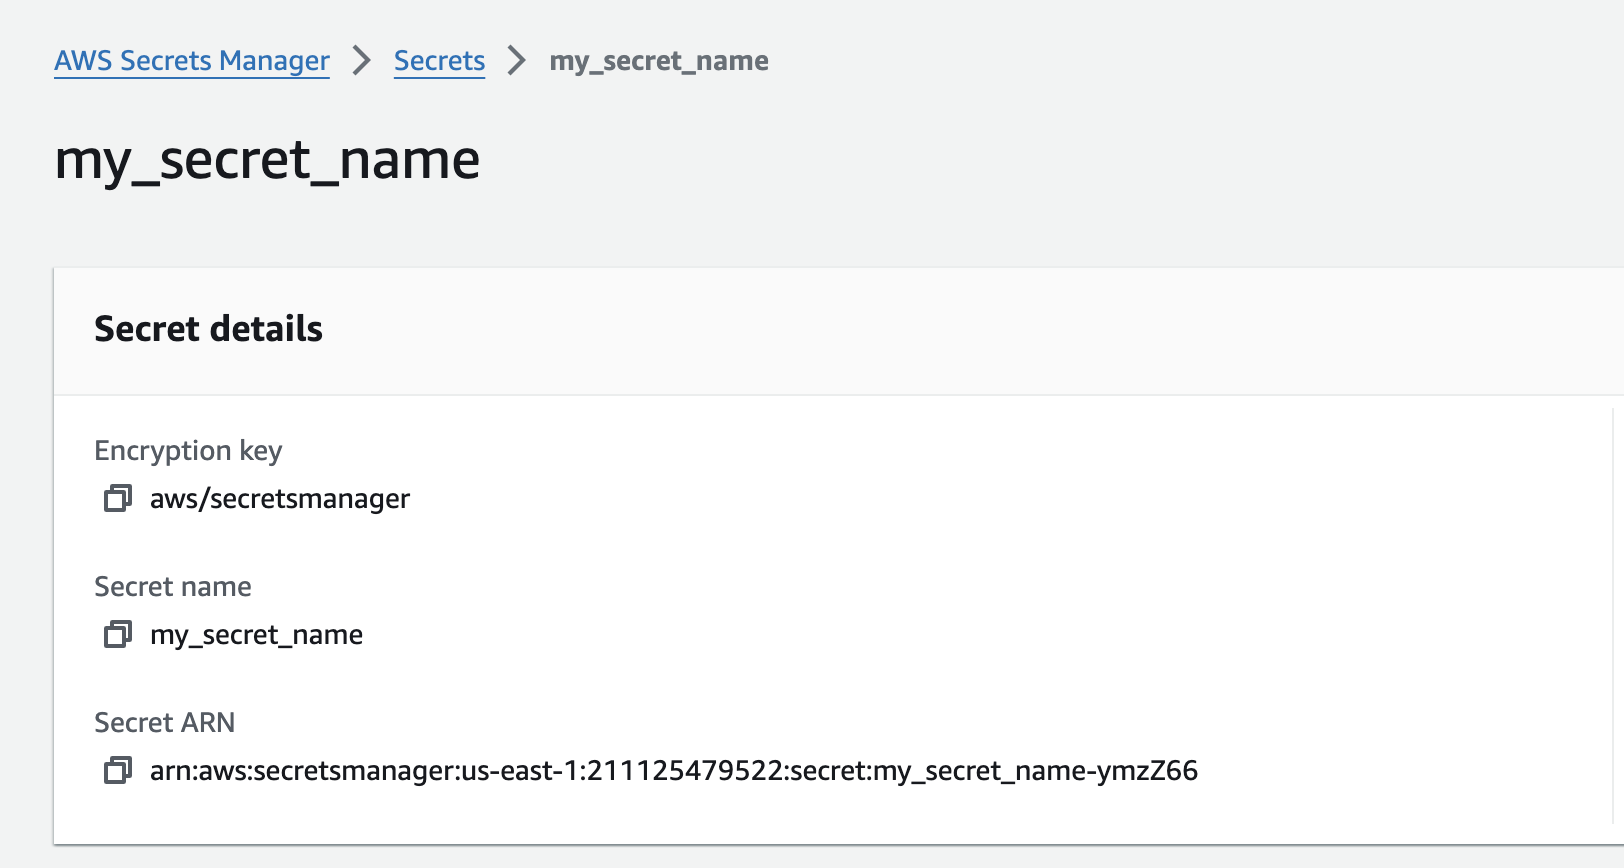 AWS Secrets Manager > Secrets > my_secret_name
my_secret_name
Secret details
Encryption key
aws/secretsmanager
Secret name
my_secret_name
Secret ARN
arn:aws:secretsmanager:us-east-1:211125479522:secret:my_secret_name-ymzZ66